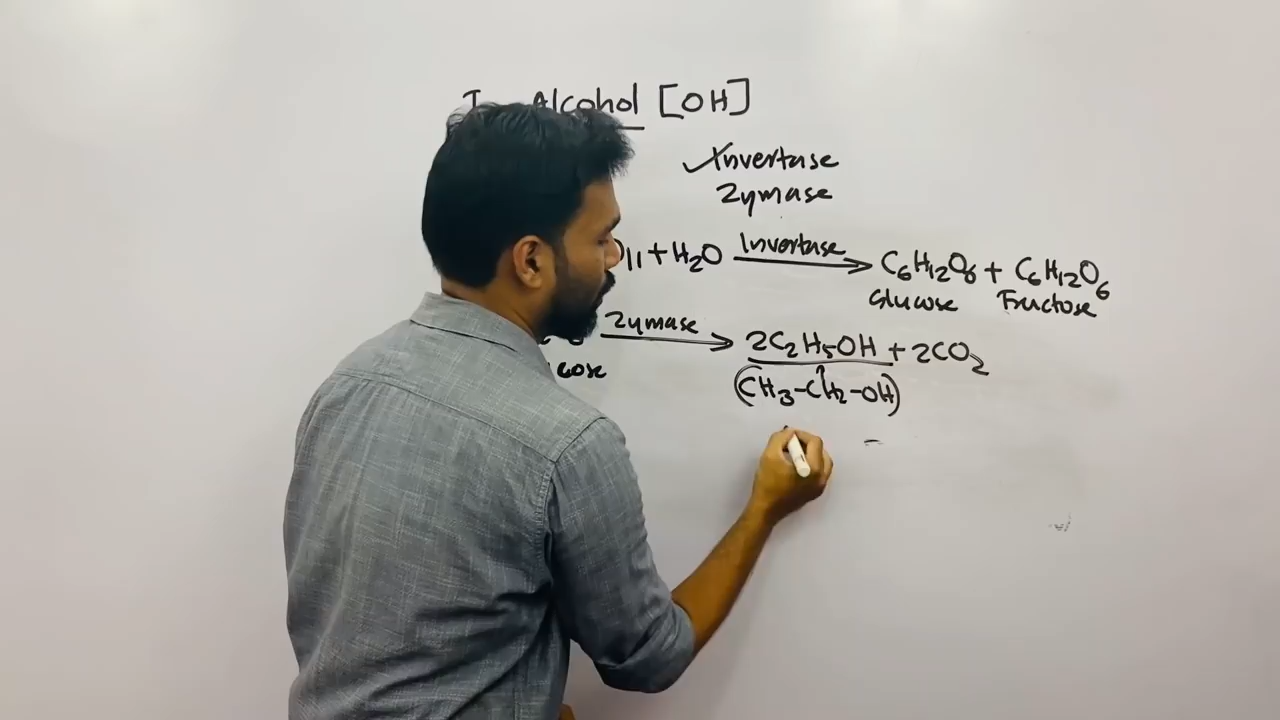 Alcohol [OH]
Invertase
Zymase
11 + H2O Invertase → C6H12O6 + C6H12O6
Glucose Fructose
Zymase → 2C2H5OH + 2CO2
cose (CH3-CH2-OH)